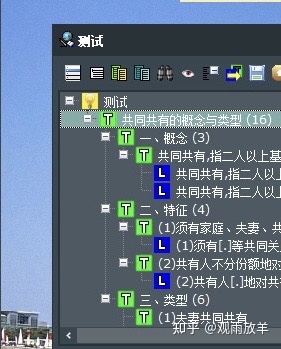 测试
测试
T 共同共有的概念与类型 (16)
T 一、概念 (3)
T 共同共有,指二人以上基
L 共同共有,指二人以上
L 共同共有,指二人以上
T 二、特征 (4)
T (1)须有家庭、夫妻、共
L (1)须有[.]等共同关
T (2)共有人不分份额地对
L (2)共有人[.]地对共有
T 三、类型 (6)
T (1)夫妻共同共有
知乎 @观雨放羊